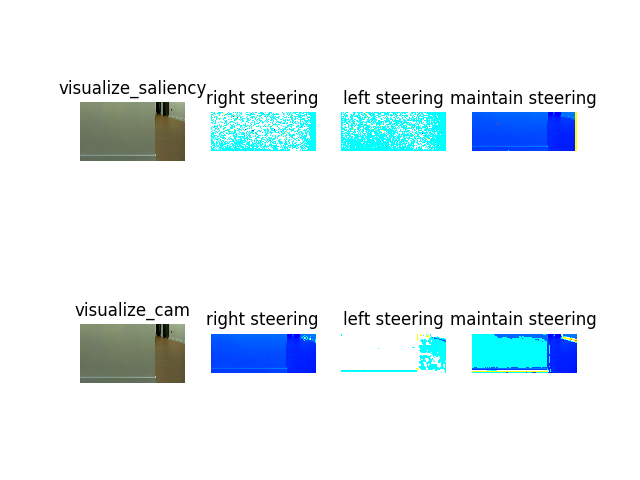 visualize_saliency
right steering
left steering
maintain steering
visualize_cam
right steering
left steering
maintain steering